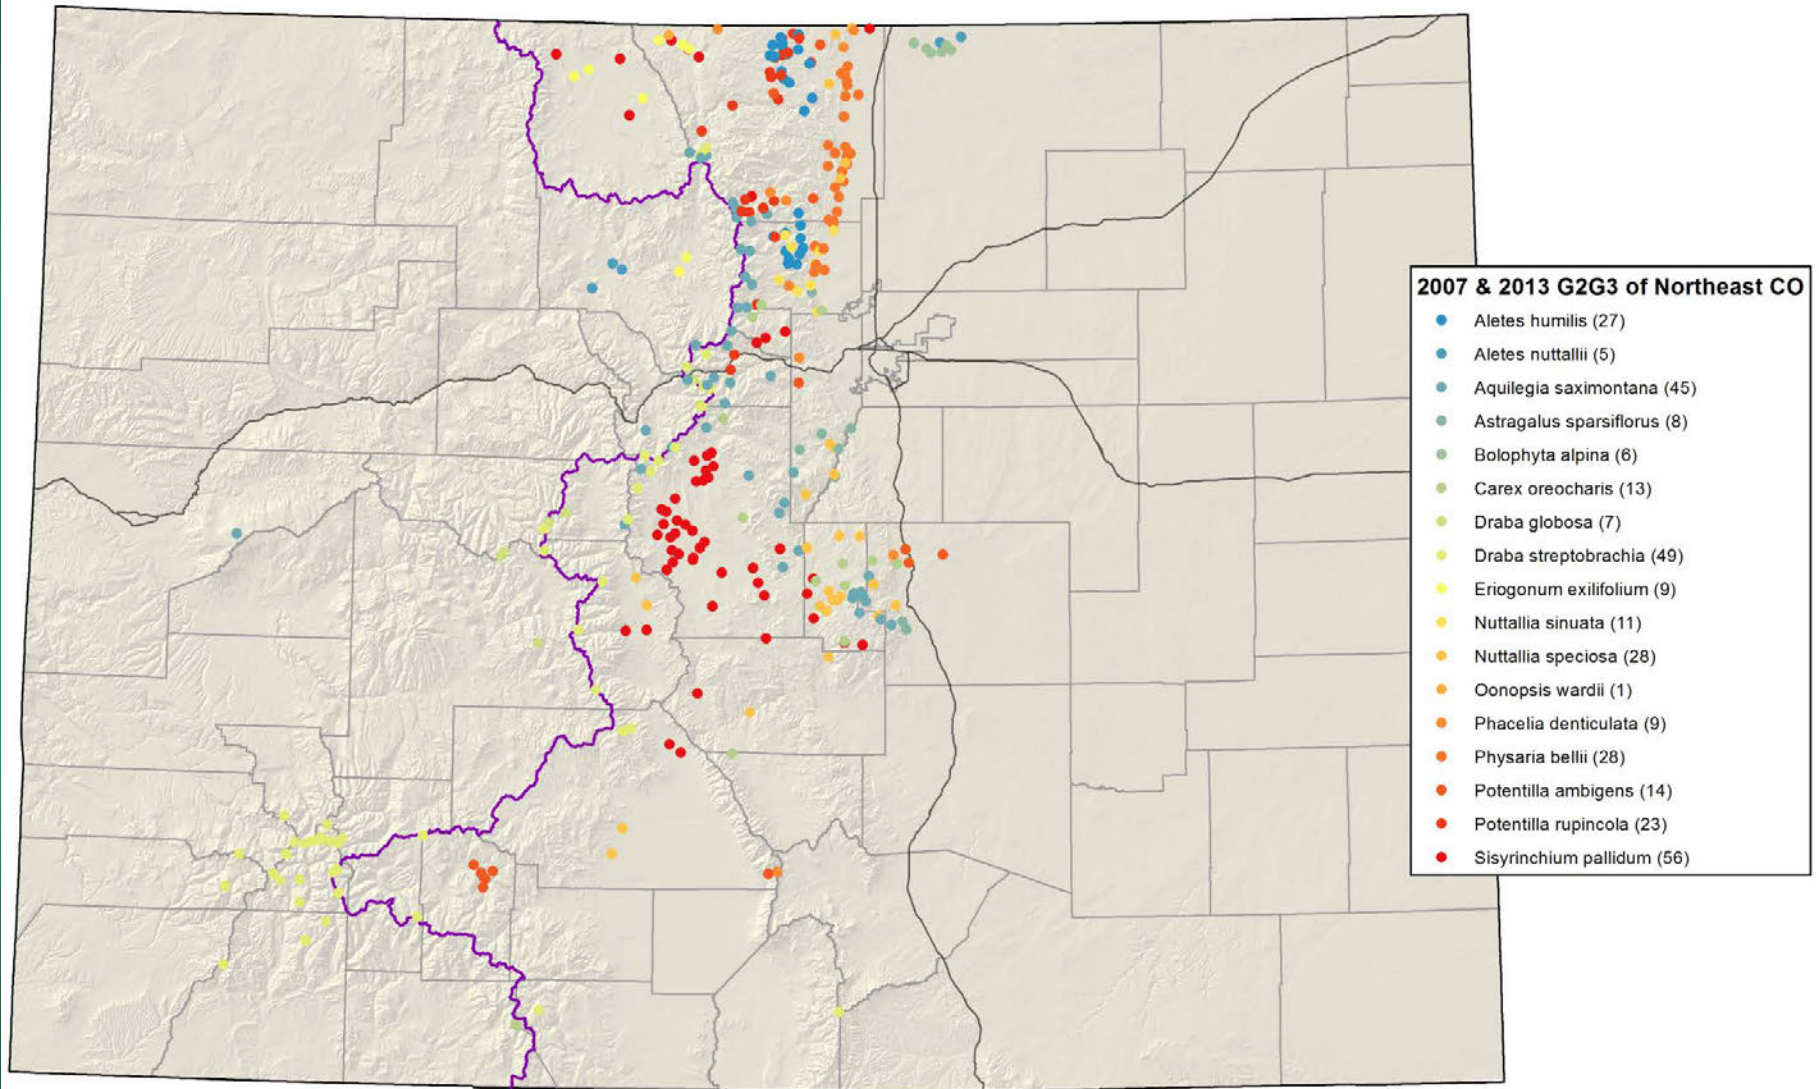 2007 & 2013 G2G3 of Northeast CO
Aletes humilis (27)
Aletes nuttallii (5)
Aquilegia saximontana (45)
Astragalus sparsiflorus (8)
Bolophyta alpina (6)
Carex oreocharis (13)
Draba globosa (7)
Draba streptobrachia (49)
Eriogonum exilifolium (9)
Nuttallia sinuata (11)
Nuttallia speciosa (28)
Oonopsis wardii (1)
Phacelia denticulata (9)
Physaria bellii (28)
Potentilla ambigens (14)
Potentilla rupincola (23)
Sisyrinchium pallidum (56)